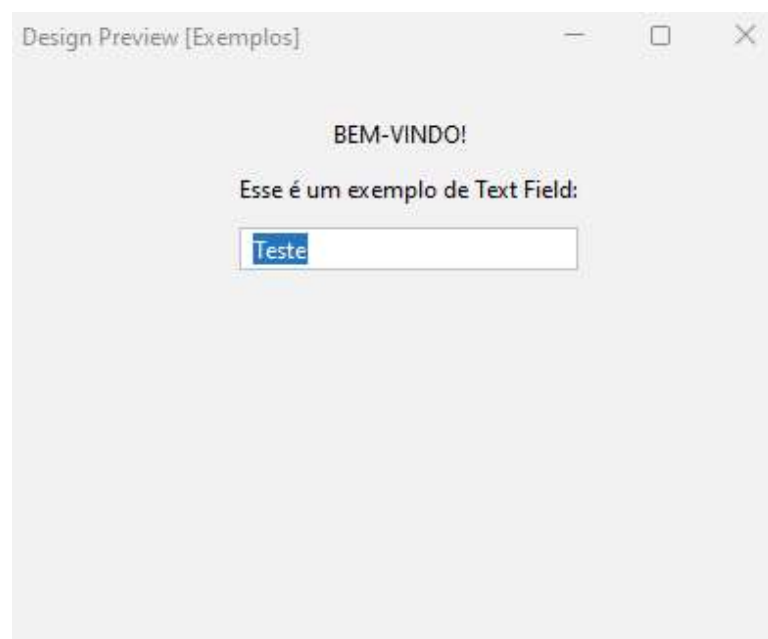 Design Preview [Exemplos]
BEM-VINDO!
Esse é um exemplo de Text Field:
Teste